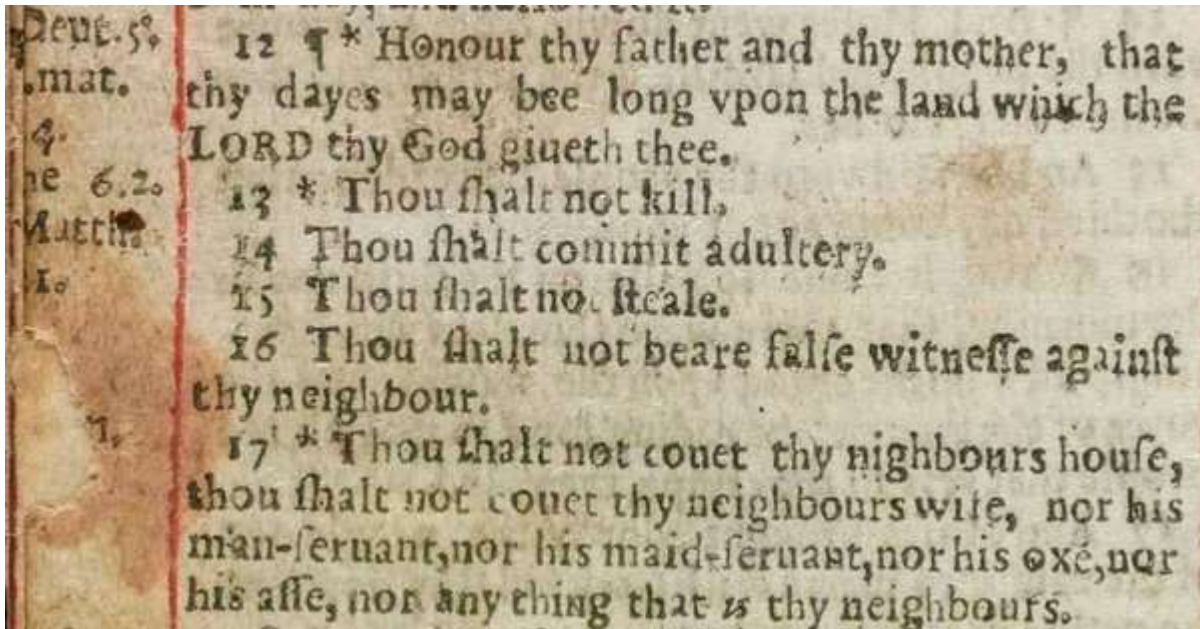 Deut. 5.
12 ¶ * Honour thy father and thy mother, that
.mat.
thy dayes may bee long vpon the land which the
LORD thy God giueth thee.
6.2.
13 * Thou ſhalt not kill.
Matth.
14 Thou ſhalt commit adultery.
15 Thou ſhalt not ſteale.
16 Thou ſhalt not beare falſe witneſſe againſt
thy neighbour.
7.
17 * Thou ſhalt not couet thy nighbours houſe,
thou ſhalt not couet thy neighbours wife, nor his
man-ſeruant, nor his maid-ſeruant, nor his oxe, nor
his aſſe, nor any thing that is thy neighbours.